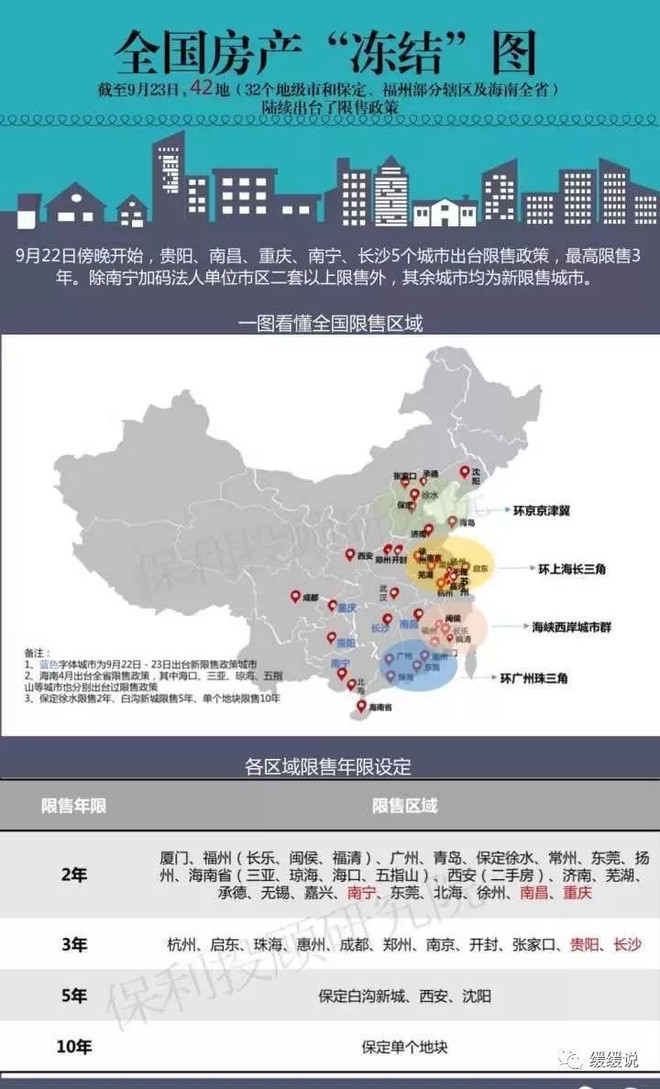 全国房产“冻结”图
截至9月23日,42地(32个地级市和保定、福州部分辖区及海南全省)
陆续出台了限售政策
9月22日傍晚开始,贵阳、南昌、重庆、南宁、长沙5个城市出台限售政策,最高限售3
年。除南宁加码法人单位市区二套以上限售外,其余城市均为新限售城市。
一图看懂全国限售区域
张家口
承德
沈
阳
徐水
保定
环京京津冀
青岛
济南
西安
郑州
开封
徐
州
南京
扬州
启东
芜湖
环上海长三角
杭州
苏
州
成都
武
汉
重庆
长沙
南昌
闽侯
海峡西岸城市群
福州
长乐
福清
贵阳
广州
惠州
门
南宁
东莞
珠海
环广州珠三角
北
海
海南省
备注:
1、蓝色字体城市为9月22日-23日出台新限售政策城市
2、海南4月出台全省限售政策,其中海口、三亚、琼海、五指
山等城市也分别出台过限售政策
3、保定徐水限售2年、白沟新城限售5年、单个地块限售10年
各区域限售年限设定
限售年限
限售区域
2年
厦门、福州(长乐、闽侯、福清)、广州、青岛、保定徐水、常州、东莞、扬
州、海南省(三亚、琼海、海口、五指山)、西安(二手房)、济南、芜湖、
承德、无锡、嘉兴、南宁、东莞、北海、徐州、南昌、重庆
3年
杭州、启东、珠海、惠州、成都、郑州、南京、开封、张家口、贵阳、长沙
5年
保定白沟新城、西安、沈阳
10年
保定单个地块
保利投顾研究院
缓缓说